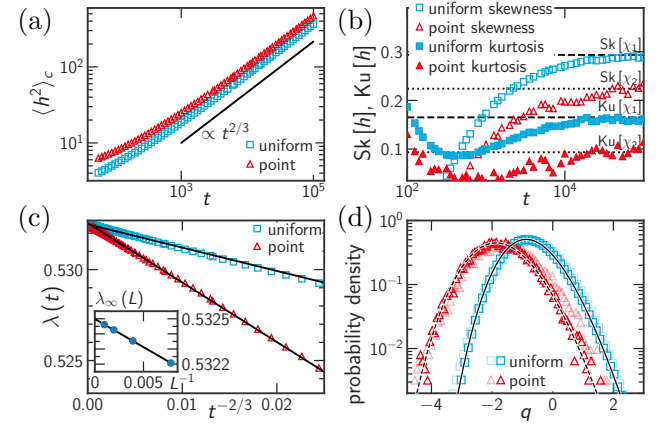 (a)
⟨h²⟩c
10²
10¹
10³
10⁵
t
∝ t^{2/3}
uniform
point
(b)
Sk[h], Ku[h]
uniform skewness
point skewness
uniform kurtosis
point kurtosis
0.3
0.2
0.1
Sk[χ₁]
Sk[χ₂]
Ku[χ₁]
Ku[χ₂]
10²
t
10⁴
(c)
λ(t)
0.530
0.525
uniform
point
λ∞(L)
0.5325
0.5322
0
0.005
L⁻¹
0.00
0.01
0.02
t^{−2/3}
(d)
probability density
10⁰
10⁻¹
10⁻²
uniform
point
−4
−2
0
2
q